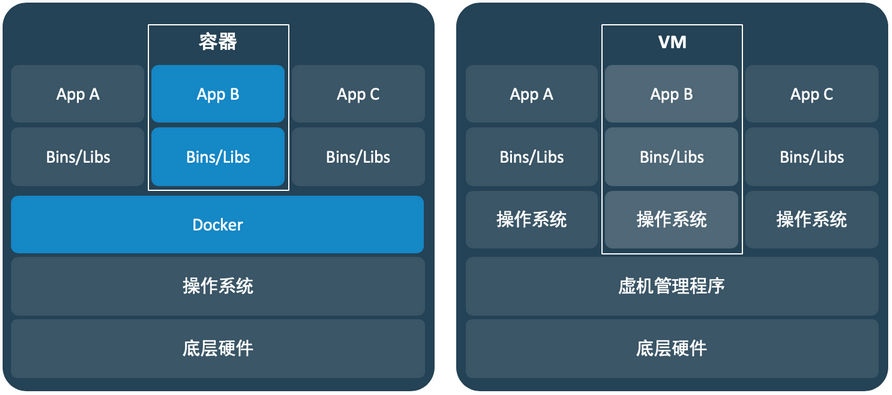 容器
App A
App B
App C
Bins/Libs
Bins/Libs
Bins/Libs
Docker
操作系统
底层硬件
VM
App A
App B
App C
Bins/Libs
Bins/Libs
Bins/Libs
操作系统
操作系统
操作系统
虚机管理程序
底层硬件